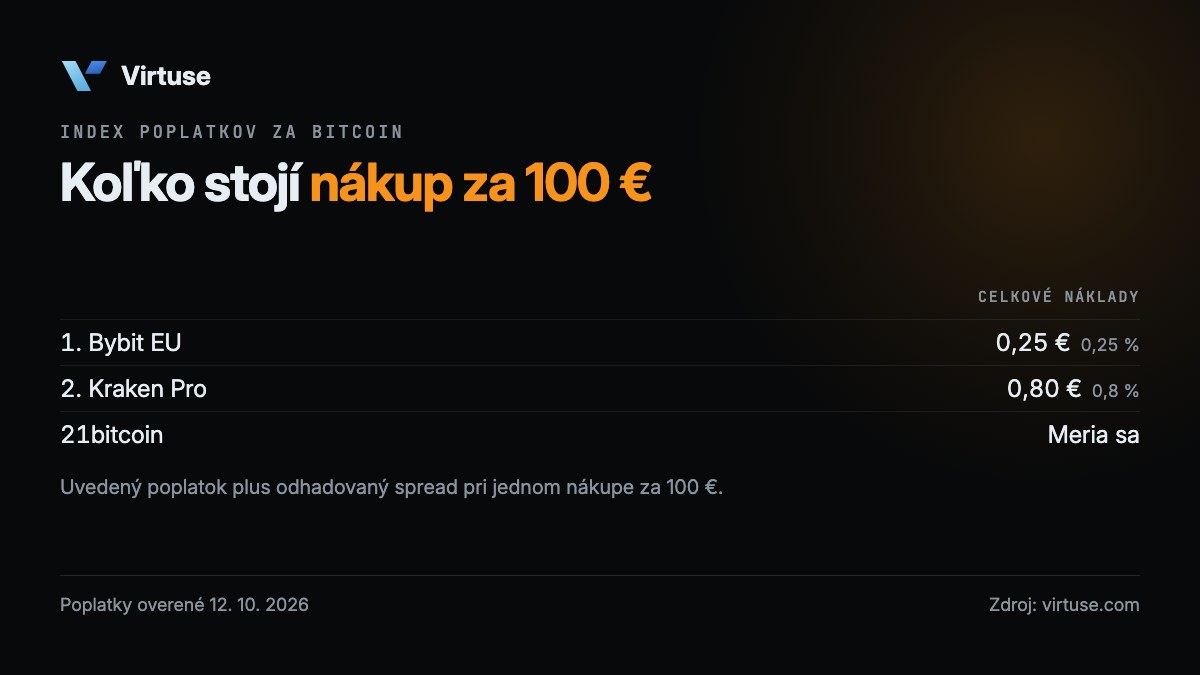 Virtuse
INDEX POPLATKOV ZA BITCOIN
Koľko stojí nákup za 100 €
CELKOVÉ NÁKLADY
1. Bybit EU 0,25 € 0,25 %
2. Kraken Pro 0,80 € 0,8 %
21bitcoin Meria sa
Uvedený poplatok plus odhadovaný spread pri jednom nákupe za 100 €.
Poplatky overené 12. 10. 2026 Zdroj: virtuse.com